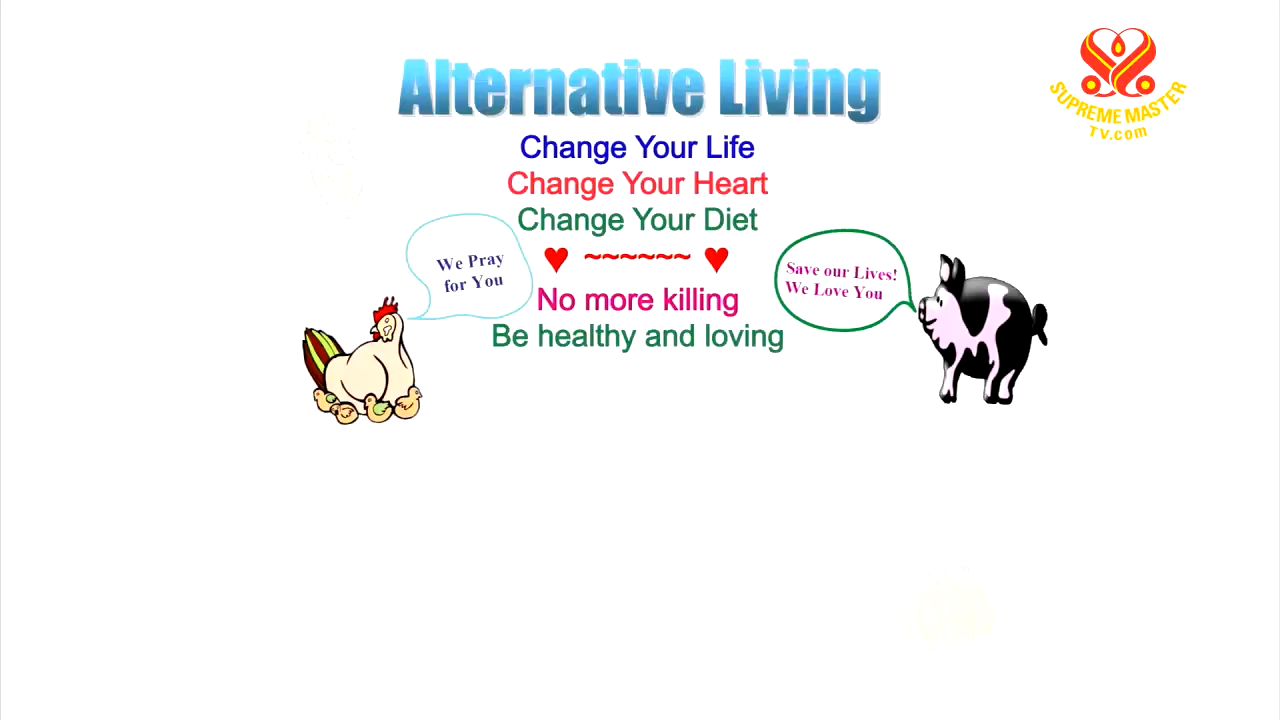 Alternative Living
SUPREME MASTER
TV.com
Change Your Life
Change Your Heart
Change Your Diet
♥ ~~~~~~ ♥
We Pray
for You
Save our Lives!
We Love You
No more killing
Be healthy and loving